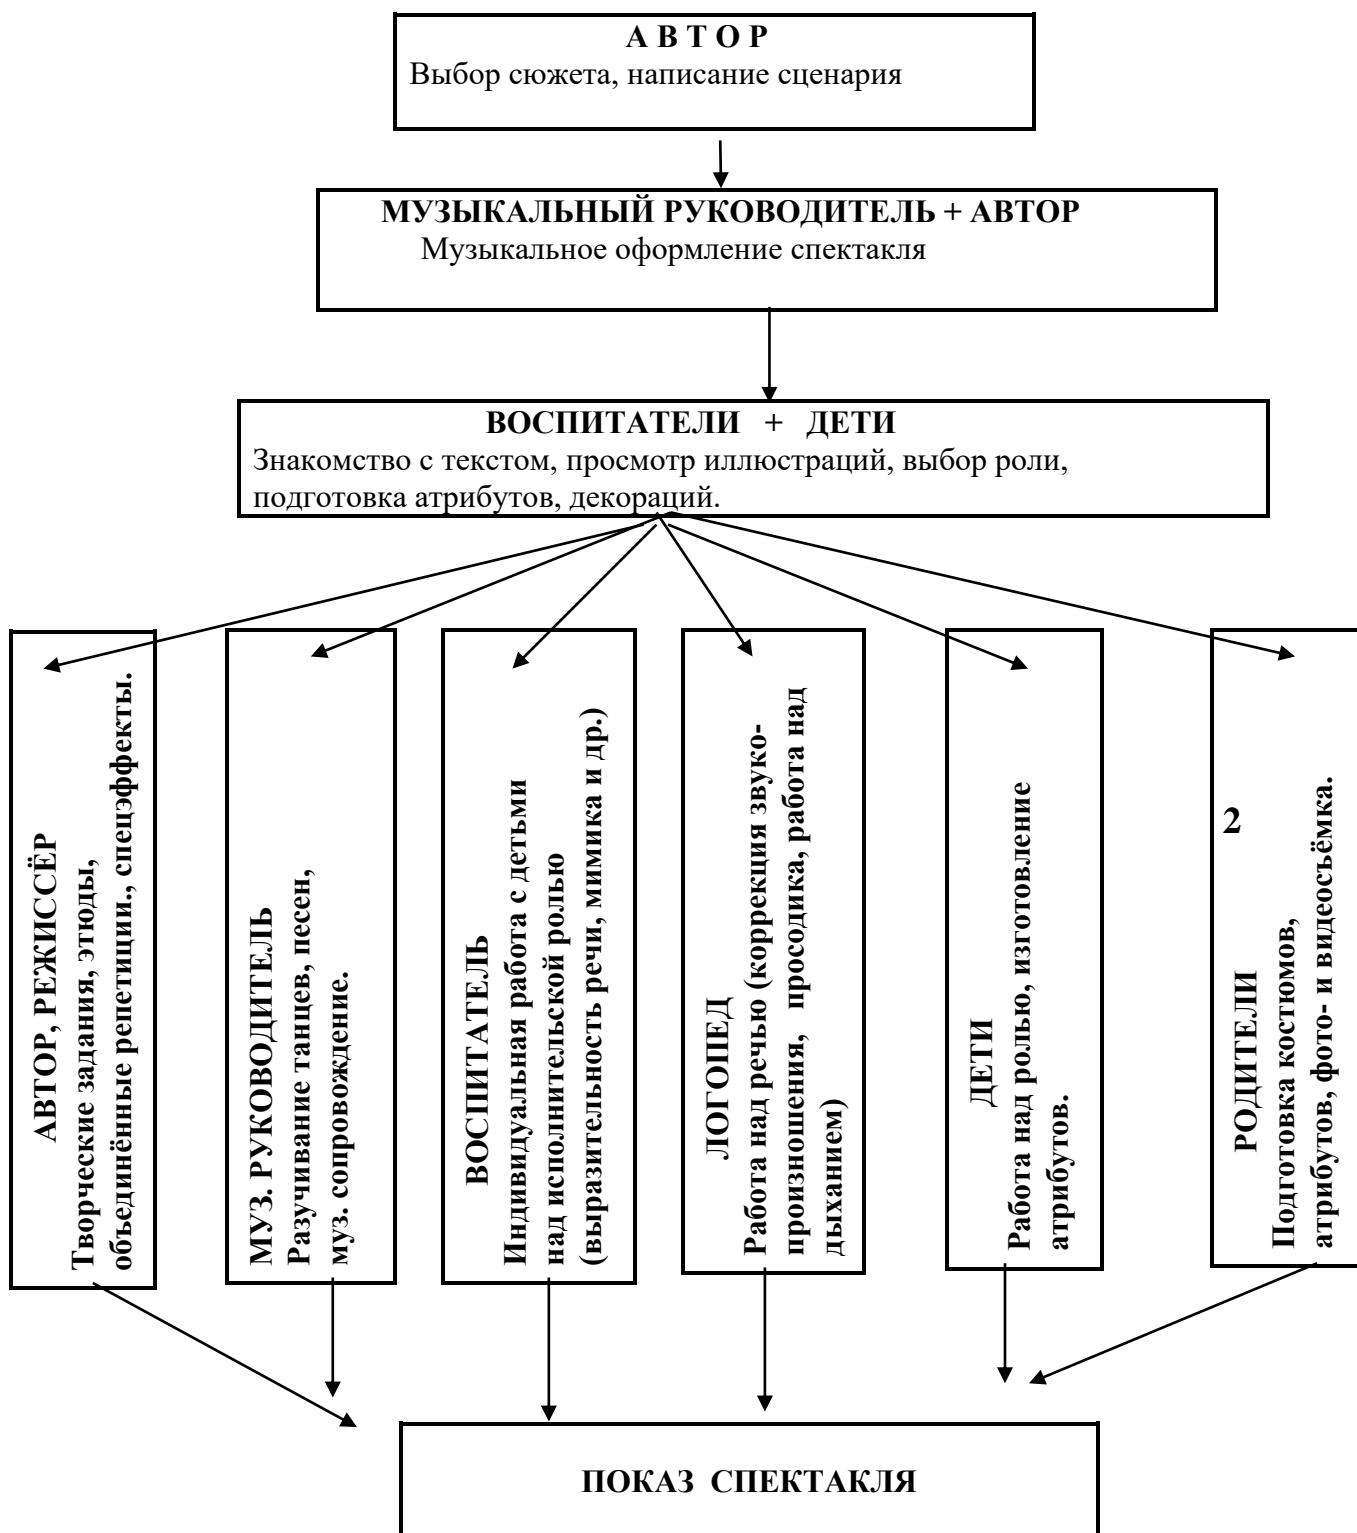 А В Т О Р
Выбор сюжета, написание сценария
МУЗЫКАЛЬНЫЙ РУКОВОДИТЕЛЬ + АВТОР
Музыкальное оформление спектакля
ВОСПИТАТЕЛИ + ДЕТИ
Знакомство с текстом, просмотр иллюстраций, выбор роли,
подготовка атрибутов, декораций.
АВТОР, РЕЖИССЁР
Творческие задания, этюды,
объединённые репетиции., спецэффекты.
МУЗ. РУКОВОДИТЕЛЬ
Разучивание танцев, песен,
муз. сопровождение.
ВОСПИТАТЕЛЬ
Индивидуальная работа с детьми
над исполнительской ролью
(выразительность речи, мимика и др.)
ЛОГОПЕД
Работа над речью (коррекция звуко-
произношения, просодика, работа над
дыханием)
ДЕТИ
Работа над ролью, изготовление
атрибутов.
2
РОДИТЕЛИ
Подготовка костюмов,
атрибутов, фото- и видеосъёмка.
ПОКАЗ СПЕКТАКЛЯ